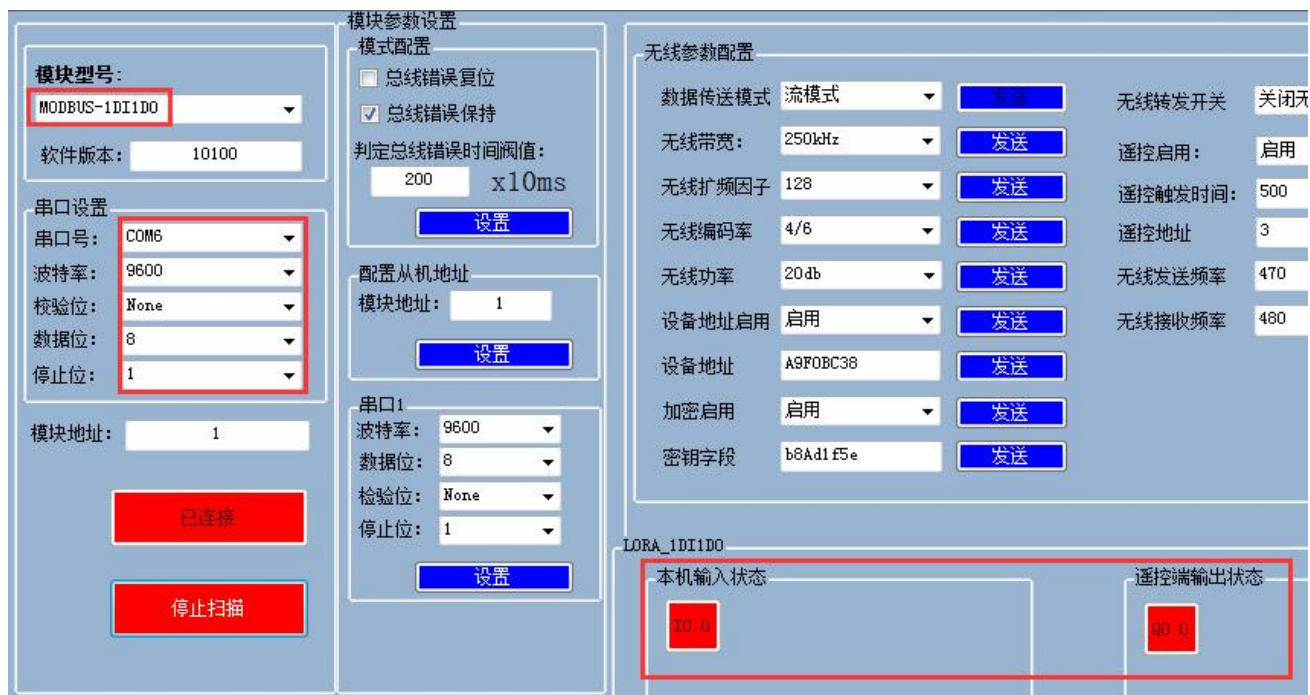 模块型号:
MODBUS-1DI1DO
软件版本: 10100
串口设置
串口号: COM6
波特率: 9600
校验位: None
数据位: 8
停止位: 1
模块地址: 1
已连接
停止扫描
模块参数设置
模式配置
总线错误复位
总线错误保持
判定总线错误时间阀值:
200 x10ms
设置
配置从机地址
模块地址: 1
设置
串口1
波特率: 9600
数据位: 8
检验位: None
停止位: 1
设置
无线参数配置
数据传送模式 流模式 发送
无线带宽: 250kHz 发送
无线扩频因子 128 发送
无线编码率 4/6 发送
无线功率 20db 发送
设备地址启用 启用 发送
设备地址 A9F0BC38 发送
加密启用 启用 发送
密钥字段 b8Ad1f5e 发送
无线转发开关 关闭无
遥控启用: 启用
遥控触发时间: 500
遥控地址 3
无线发送频率 470
无线接收频率 480
LORA_1DI1DO
本机输入状态
I0.0
遥控端输出状态
Q0.0